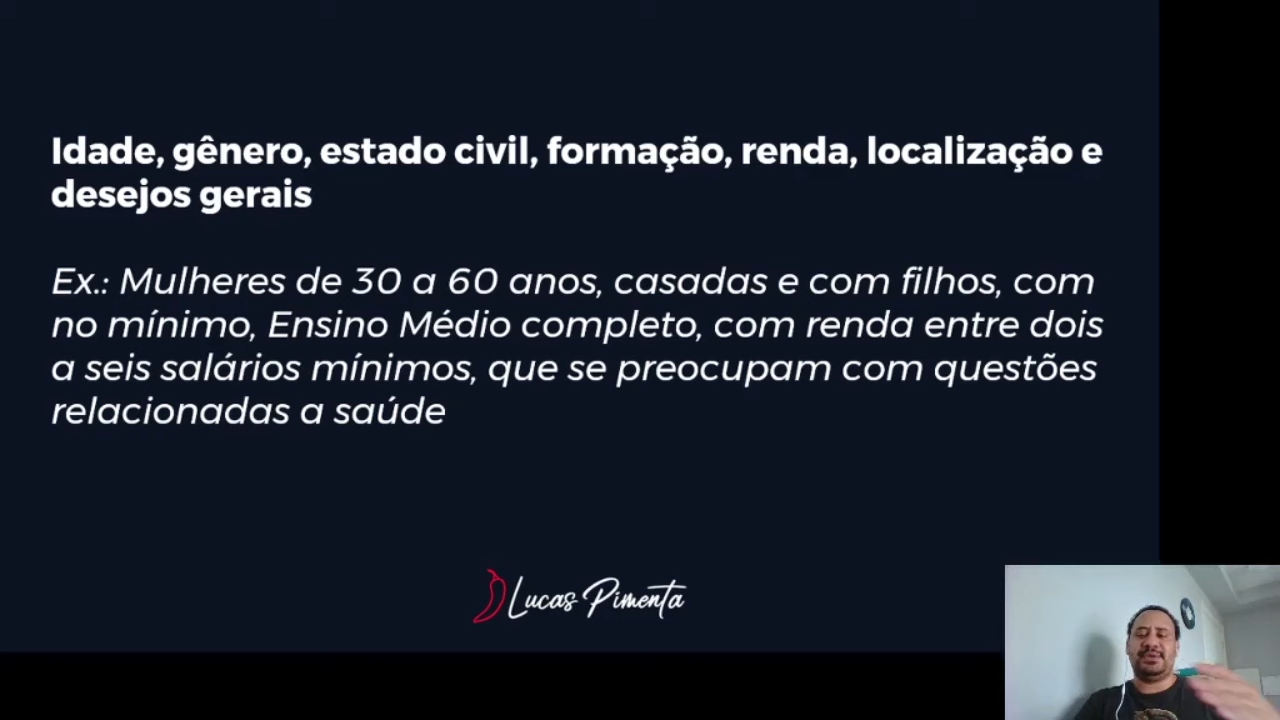 Idade, gênero, estado civil, formação, renda, localização e
desejos gerais
Ex.: Mulheres de 30 a 60 anos, casadas e com filhos, com
no mínimo, Ensino Médio completo, com renda entre dois
a seis salários mínimos, que se preocupam com questões
relacionadas a saúde
Lucas Pimenta